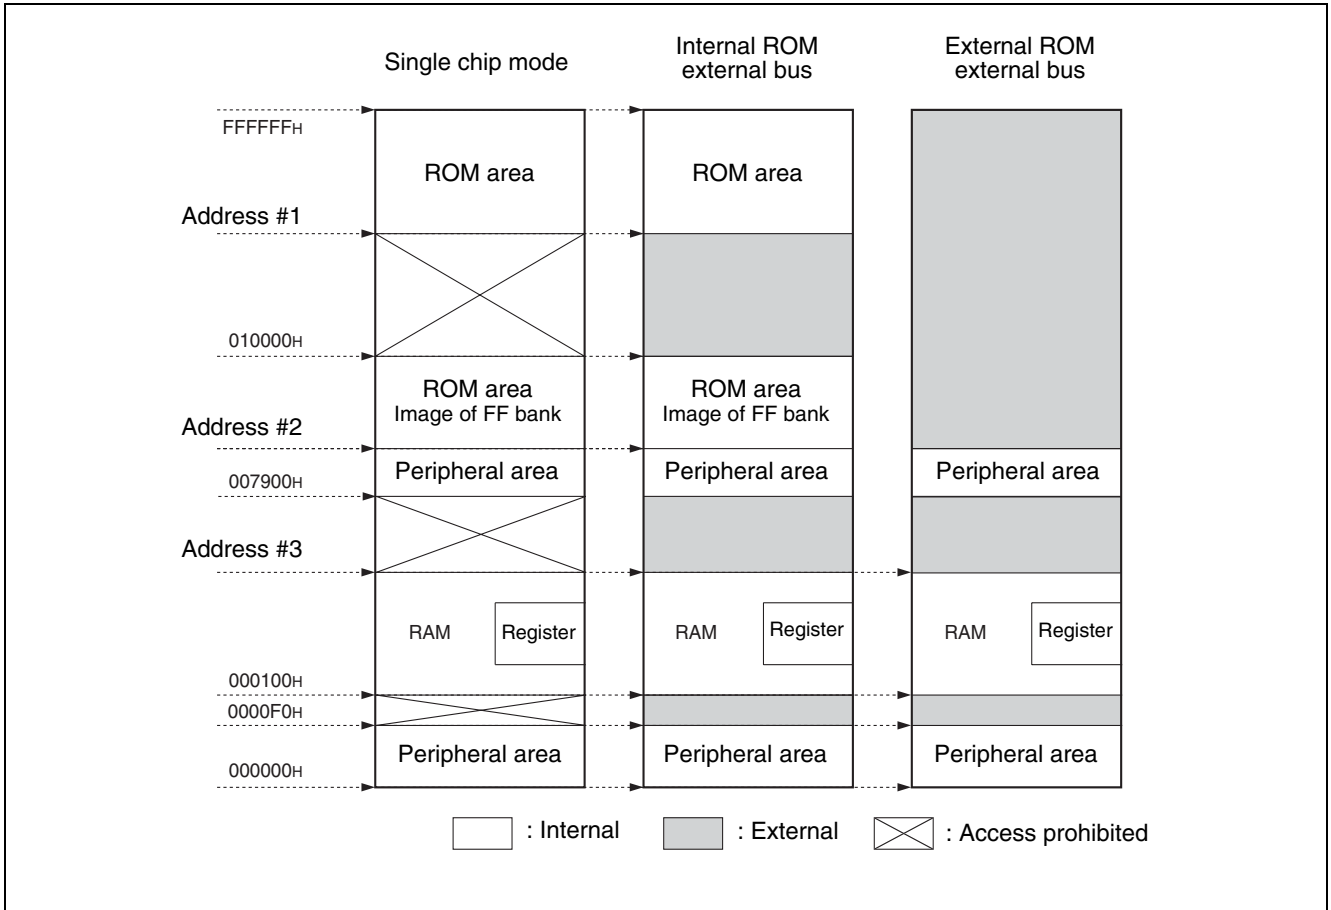 Single chip mode
Internal ROM
external bus
External ROM
external bus
FFFFFFH
ROM area
ROM area
Address #1
010000H
ROM area
Image of FF bank
ROM area
Image of FF bank
Address #2
Peripheral area
Peripheral area
Peripheral area
007900H
Address #3
RAM
Register
RAM
Register
RAM
Register
000100H
0000F0H
Peripheral area
Peripheral area
Peripheral area
000000H
: Internal
: External
: Access prohibited